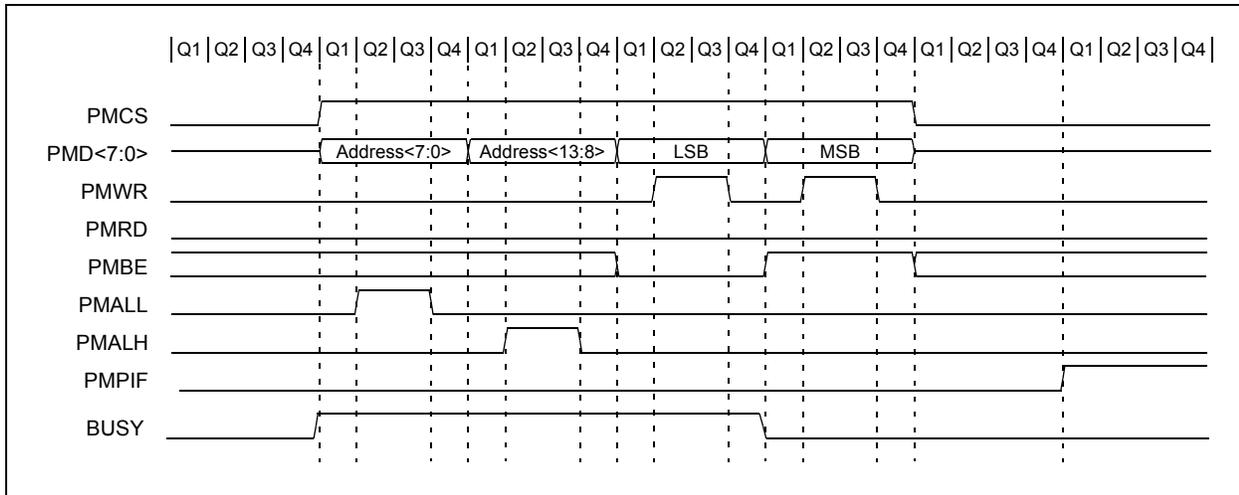 Q1 Q2 Q3 Q4 Q1 Q2 Q3 Q4 Q1 Q2 Q3 Q4 Q1 Q2 Q3 Q4 Q1 Q2 Q3 Q4 Q1 Q2 Q3 Q4 Q1 Q2 Q3 Q4
PMCS
PMD<7:0> Address<7:0> Address<13:8> LSB MSB
PMWR
PMRD
PMBE
PMALL
PMALH
PMPIF
BUSY